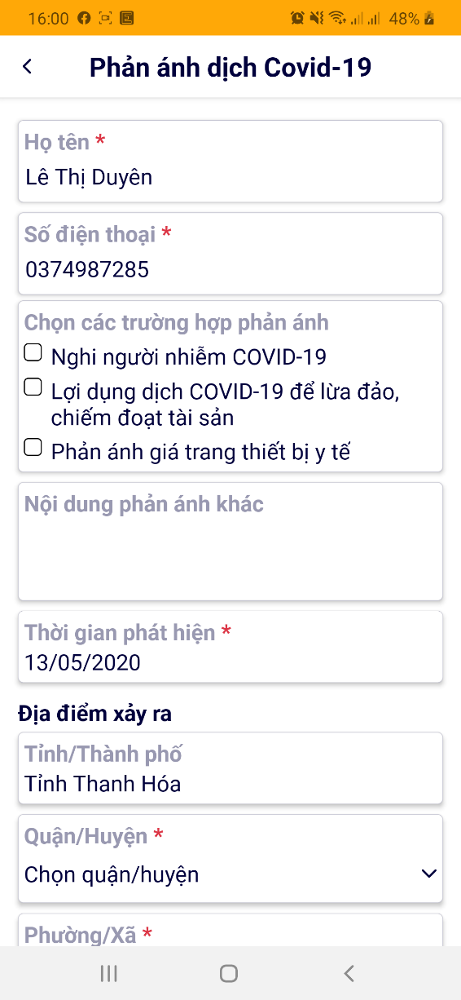 16:00
48%
Phản ánh dịch Covid-19
Họ tên *
Lê Thị Duyên
Số điện thoại *
0374987285
Chọn các trường hợp phản ánh
Nghi người nhiễm COVID-19
Lợi dụng dịch COVID-19 để lừa đảo,
chiếm đoạt tài sản
Phản ánh giá trang thiết bị y tế
Nội dung phản ánh khác
Thời gian phát hiện *
13/05/2020
Địa điểm xảy ra
Tỉnh/Thành phố
Tỉnh Thanh Hóa
Quận/Huyện *
Chọn quận/huyện
Phường/Xã *